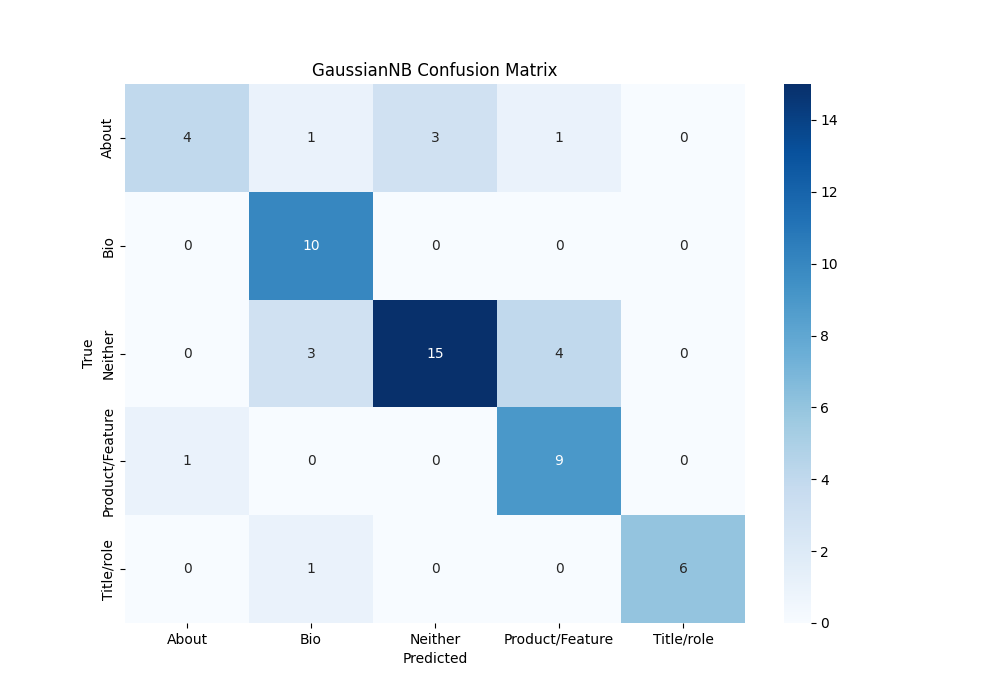 GaussianNB Confusion Matrix
True
About
4 1 3 1 0
Bio
0 10 0 0 0
Neither
0 3 15 4 0
Product/Feature
1 0 0 9 0
Title/role
0 1 0 0 6
About Bio Neither Product/Feature Title/role
Predicted
14
12
10
8
6
4
2
0